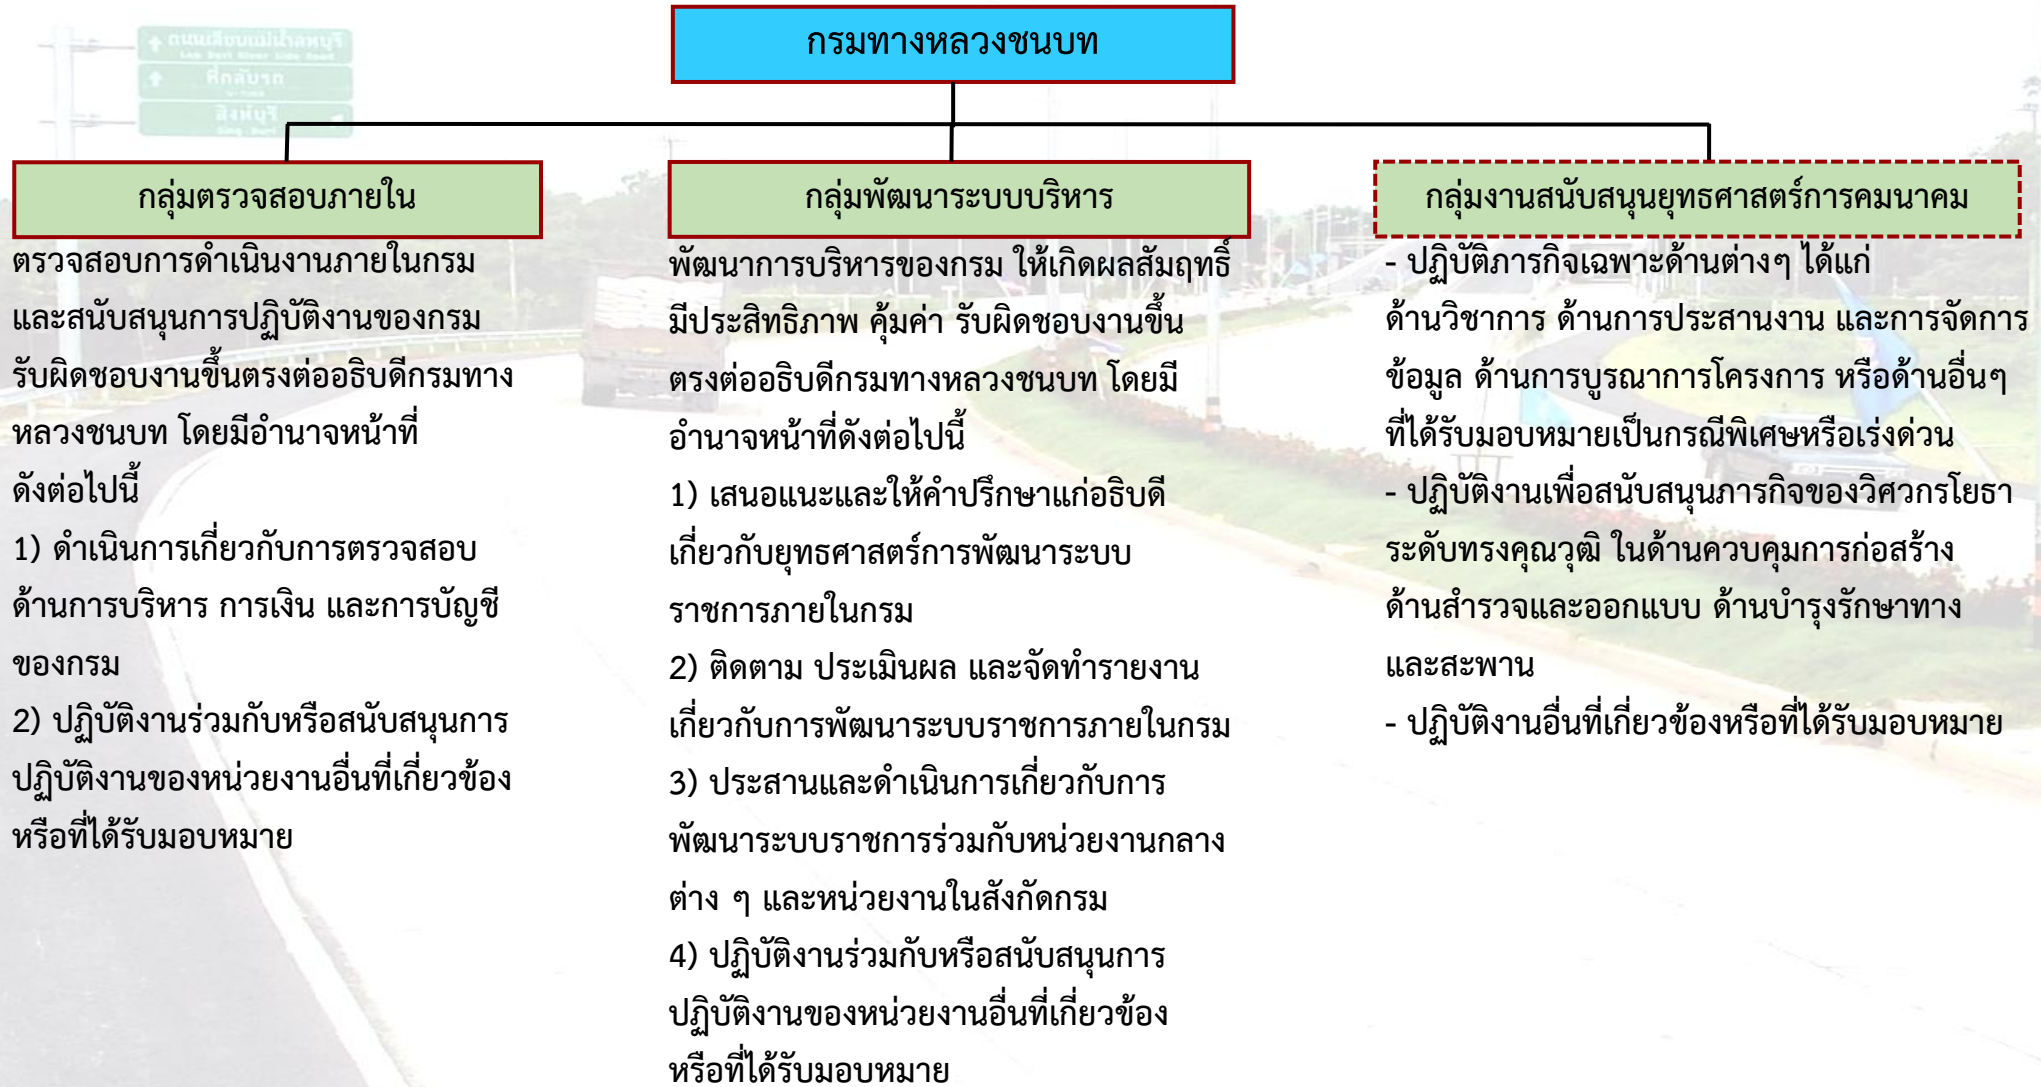 ถนนเลียบแม่น้ำลพบุรี
Lop Buri River Side Road
ที่กลับรถ
U-TURN
สิงห์บุรี
Sing Buri
กรมทางหลวงชนบท
กลุ่มตรวจสอบภายใน
ตรวจสอบการดำเนินงานภายในกรม
และสนับสนุนการปฏิบัติงานของกรม
รับผิดชอบงานขึ้นตรงต่ออธิบดีกรมทาง
หลวงชนบท โดยมีอำนาจหน้าที่
ดังต่อไปนี้
1) ดำเนินการเกี่ยวกับการตรวจสอบ
ด้านการบริหาร การเงิน และการบัญชี
ของกรม
2) ปฏิบัติงานร่วมกับหรือสนับสนุนการ
ปฏิบัติงานของหน่วยงานอื่นที่เกี่ยวข้อง
หรือที่ได้รับมอบหมาย
กลุ่มพัฒนาระบบบริหาร
พัฒนาการบริหารของกรม ให้เกิดผลสัมฤทธิ์
มีประสิทธิภาพ คุ้มค่า รับผิดชอบงานขึ้น
ตรงต่ออธิบดีกรมทางหลวงชนบท โดยมี
อำนาจหน้าที่ดังต่อไปนี้
1) เสนอแนะและให้คำปรึกษาแก่อธิบดี
เกี่ยวกับยุทธศาสตร์การพัฒนาระบบ
ราชการภายในกรม
2) ติดตาม ประเมินผล และจัดทำรายงาน
เกี่ยวกับการพัฒนาระบบราชการภายในกรม
3) ประสานและดำเนินการเกี่ยวกับการ
พัฒนาระบบราชการร่วมกับหน่วยงานกลาง
ต่าง ๆ และหน่วยงานในสังกัดกรม
4) ปฏิบัติงานร่วมกับหรือสนับสนุนการ
ปฏิบัติงานของหน่วยงานอื่นที่เกี่ยวข้อง
หรือที่ได้รับมอบหมาย
กลุ่มงานสนับสนุนยุทธศาสตร์การคมนาคม
- ปฏิบัติภารกิจเฉพาะด้านต่างๆ ได้แก่
ด้านวิชาการ ด้านการประสานงาน และการจัดการ
ข้อมูล ด้านการบูรณาการโครงการ หรือด้านอื่นๆ
ที่ได้รับมอบหมายเป็นกรณีพิเศษหรือเร่งด่วน
- ปฏิบัติงานเพื่อสนับสนุนภารกิจของวิศวกรโยธา
ระดับทรงคุณวุฒิ ในด้านควบคุมการก่อสร้าง
ด้านสำรวจและออกแบบ ด้านบำรุงรักษาทาง
และสะพาน
- ปฏิบัติงานอื่นที่เกี่ยวข้องหรือที่ได้รับมอบหมาย